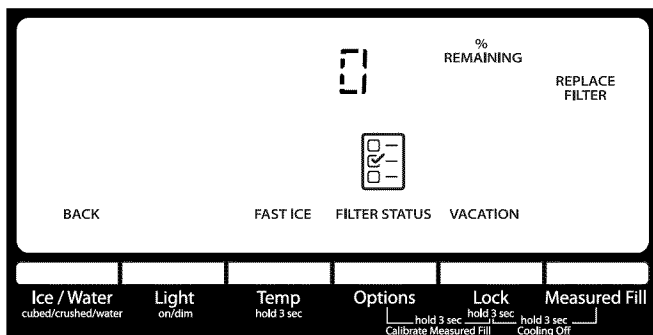 %
REMAINING
0
REPLACE
FILTER
BACK
FAST ICE
FILTER STATUS
VACATION
Ice / Water
cubed/crushed/water
Light
on/dim
Temp
hold 3 sec
Options
Lock
hold 3 sec
Measured Fill
hold 3 sec
Calibrate Measured Fill
hold 3 sec
Cooling Off